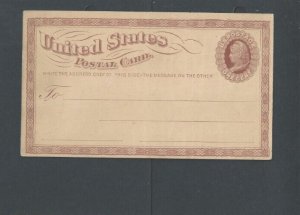 United States
POSTAL CARD.
WRITE THE ADDRESS ONLY ON THIS SIDE—THE MESSAGE ON THE OTHER
To